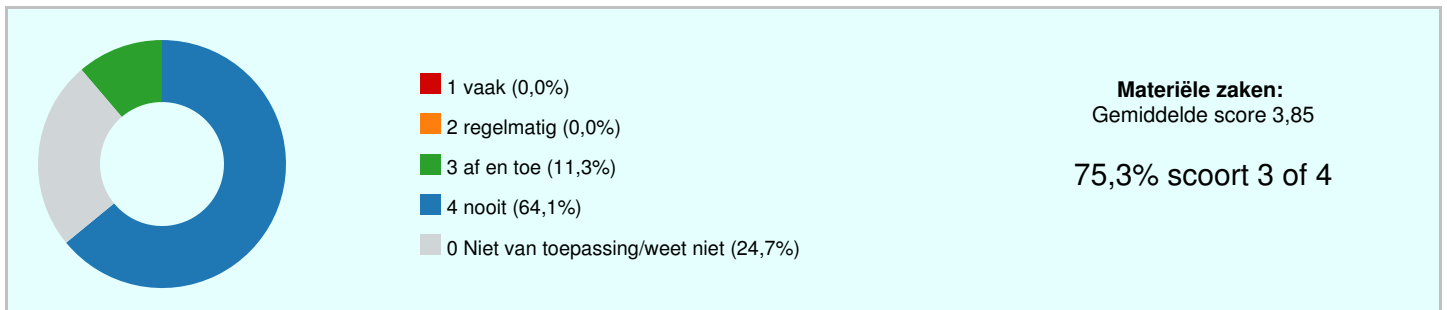 1 vaak (0,0%)
2 regelmatig (0,0%)
3 af en toe (11,3%)
4 nooit (64,1%)
0 Niet van toepassing/weet niet (24,7%)
Materiële zaken:
Gemiddelde score 3,85
75,3% scoort 3 of 4